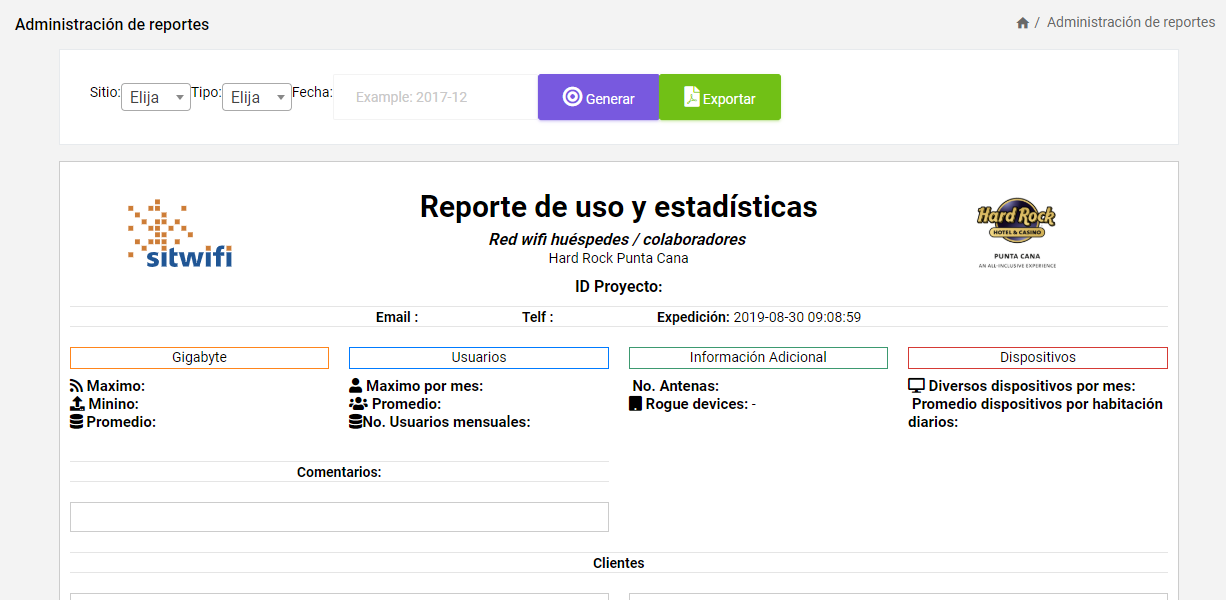 Administración de reportes
/ Administración de reportes
Sitio: Elija Tipo: Elija Fecha: Example: 2017-12 Generar Exportar
sitwifi
Reporte de uso y estadísticas
Red wifi huéspedes / colaboradores
Hard Rock Punta Cana
ID Proyecto:
Hard Rock
HOTEL & CASINO
PUNTA CANA
AN ALL-INCLUSIVE EXPERIENCE
Email : Telf : Expedición: 2019-08-30 09:08:59
Gigabyte
Maximo:
Minino:
Promedio:
Usuarios
Maximo por mes:
Promedio:
No. Usuarios mensuales:
Información Adicional
No. Antenas:
Rogue devices: -
Dispositivos
Diversos dispositivos por mes:
Promedio dispositivos por habitación
diarios:
Comentarios:
Clientes